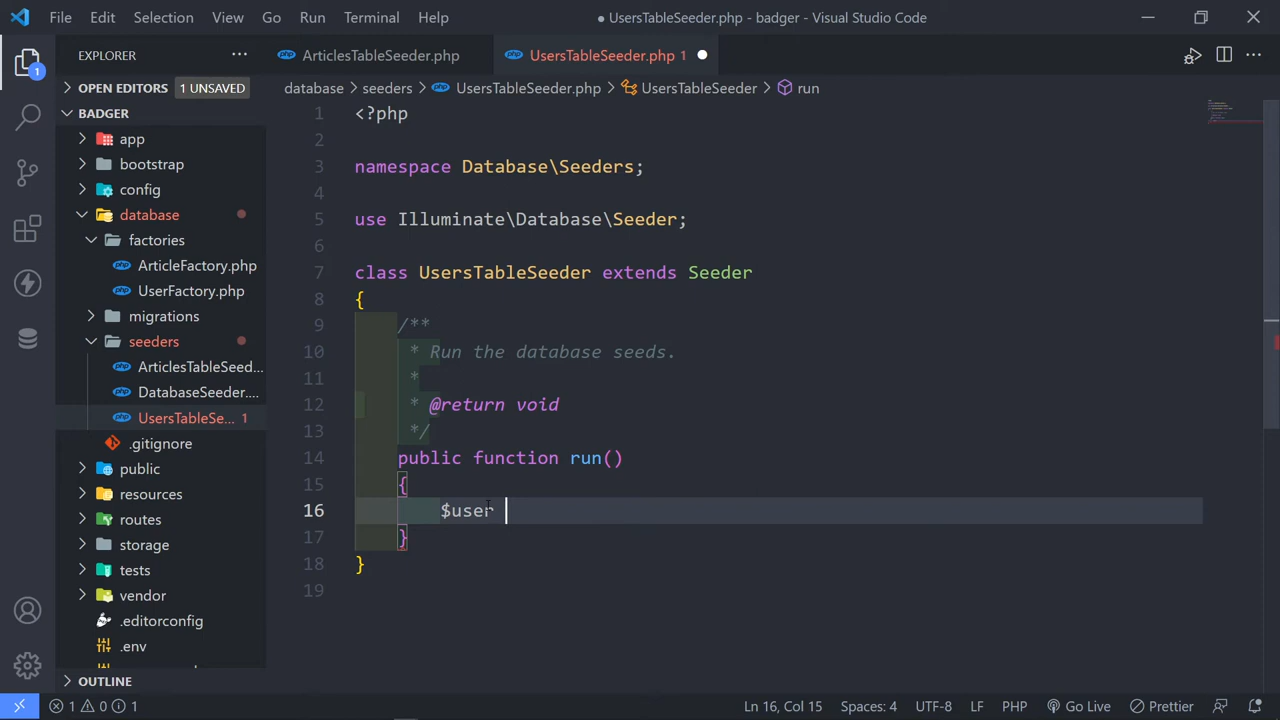 File Edit Selection View Go Run Terminal Help
● UsersTableSeeder.php - badger - Visual Studio Code
EXPLORER
ArticlesTableSeeder.php
UsersTableSeeder.php 1
OPEN EDITORS 1 UNSAVED
database > seeders > UsersTableSeeder.php > UsersTableSeeder > run
BADGER
app
bootstrap
config
database
factories
ArticleFactory.php
UserFactory.php
migrations
seeders
ArticlesTableSeed...
DatabaseSeeder....
UsersTableSe... 1
.gitignore
public
resources
routes
storage
tests
vendor
.editorconfig
.env
OUTLINE
1
1 <?php
2
3 namespace Database\Seeders;
4
5 use Illuminate\Database\Seeder;
6
7 class UsersTableSeeder extends Seeder
8 {
9 /**
10 * Run the database seeds.
11 *
12 * @return void
13 */
14 public function run()
15 {
16 $user
17 }
18 }
19
1 0 1
Ln 16, Col 15 Spaces: 4 UTF-8 LF PHP Go Live Prettier